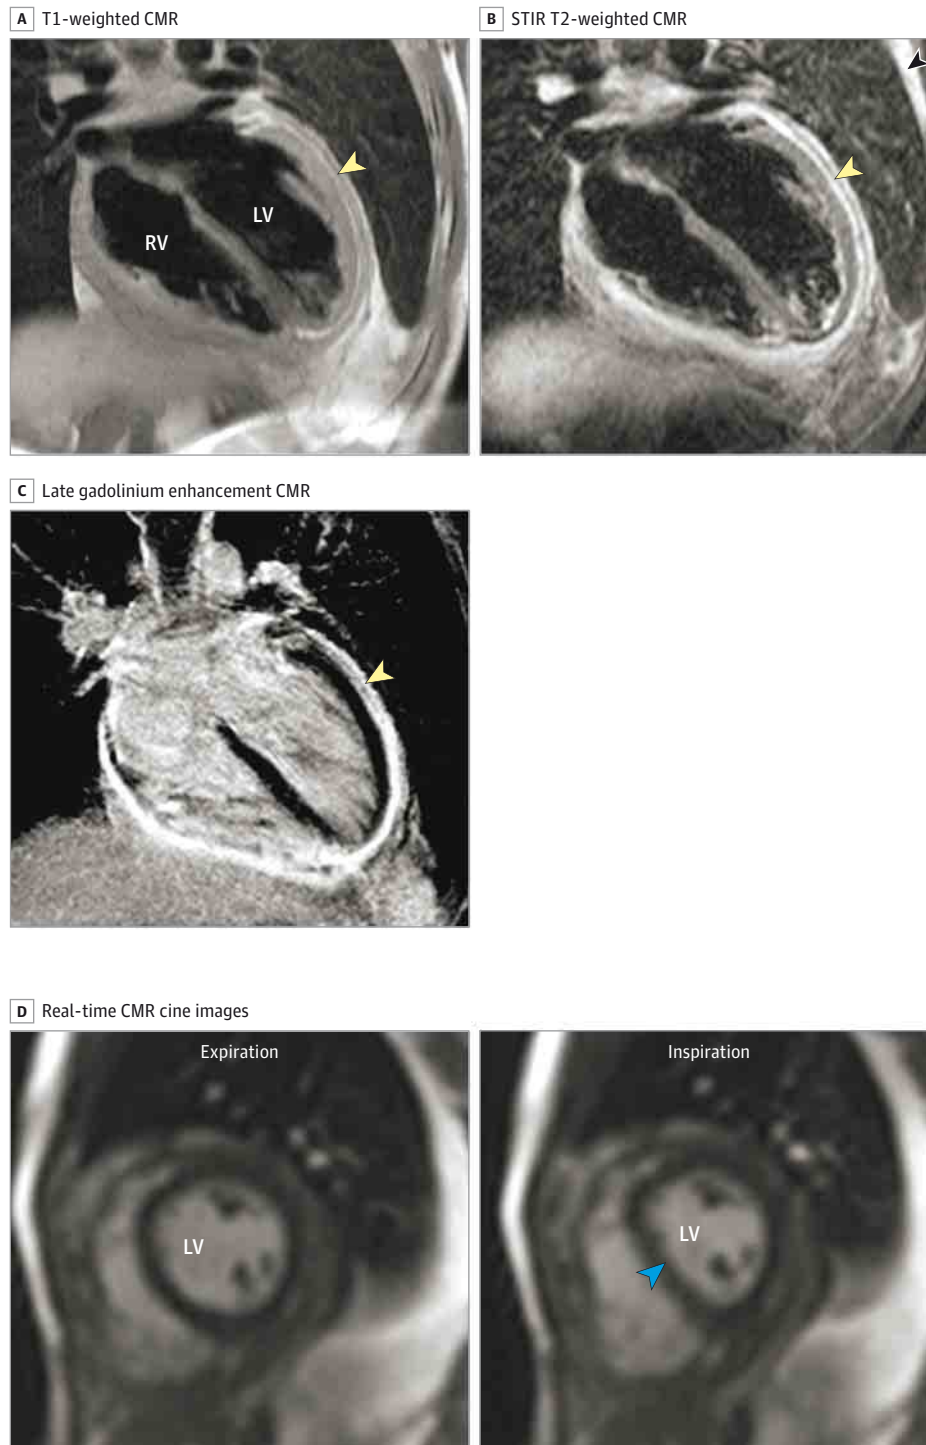 A T1-weighted CMR
B STIR T2-weighted CMR
LV
RV
C Late gadolinium enhancement CMR
D Real-time CMR cine images
Expiration
Inspiration
LV
LV